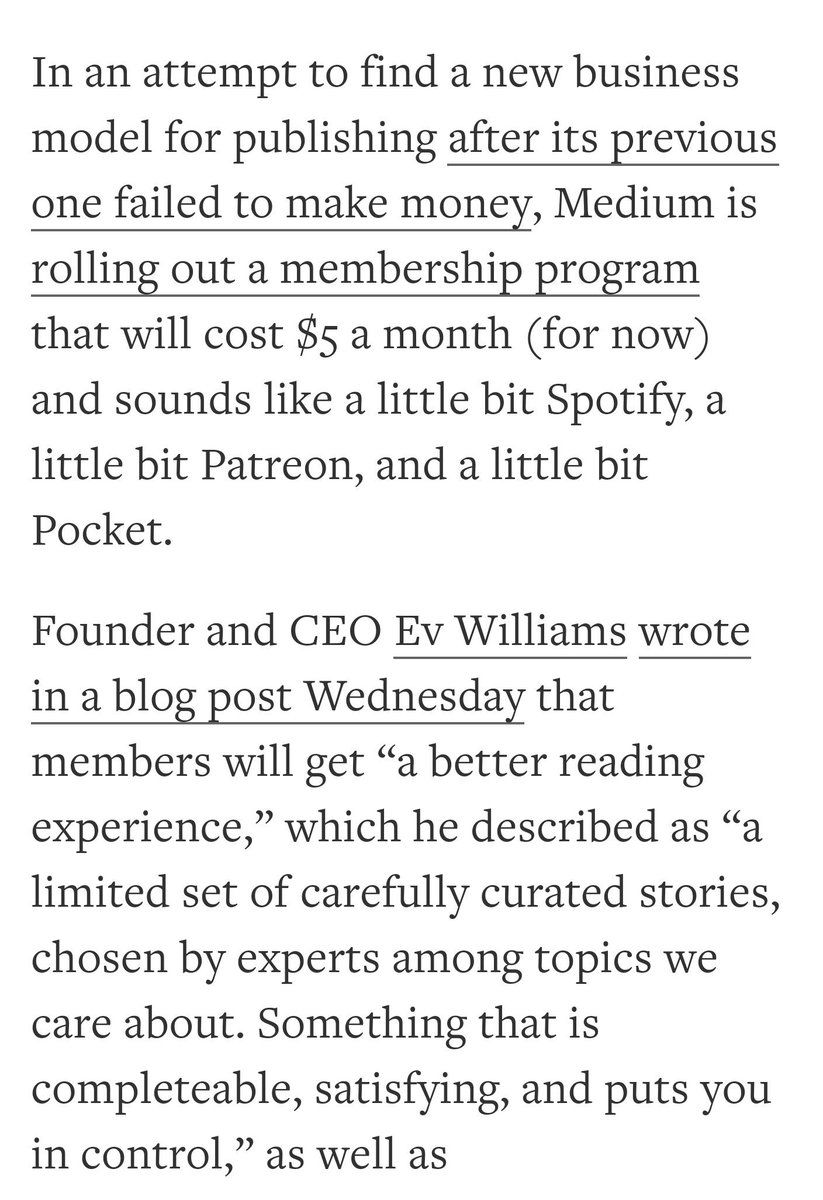 In an attempt to find a new business
model for publishing after its previous
one failed to make money, Medium is
rolling out a membership program
that will cost $5 a month (for now)
and sounds like a little bit Spotify, a
little bit Patreon, and a little bit
Pocket.
Founder and CEO Ev Williams wrote
in a blog post Wednesday that
members will get “a better reading
experience,” which he described as “a
limited set of carefully curated stories,
chosen by experts among topics we
care about. Something that is
completeable, satisfying, and puts you
in control,” as well as